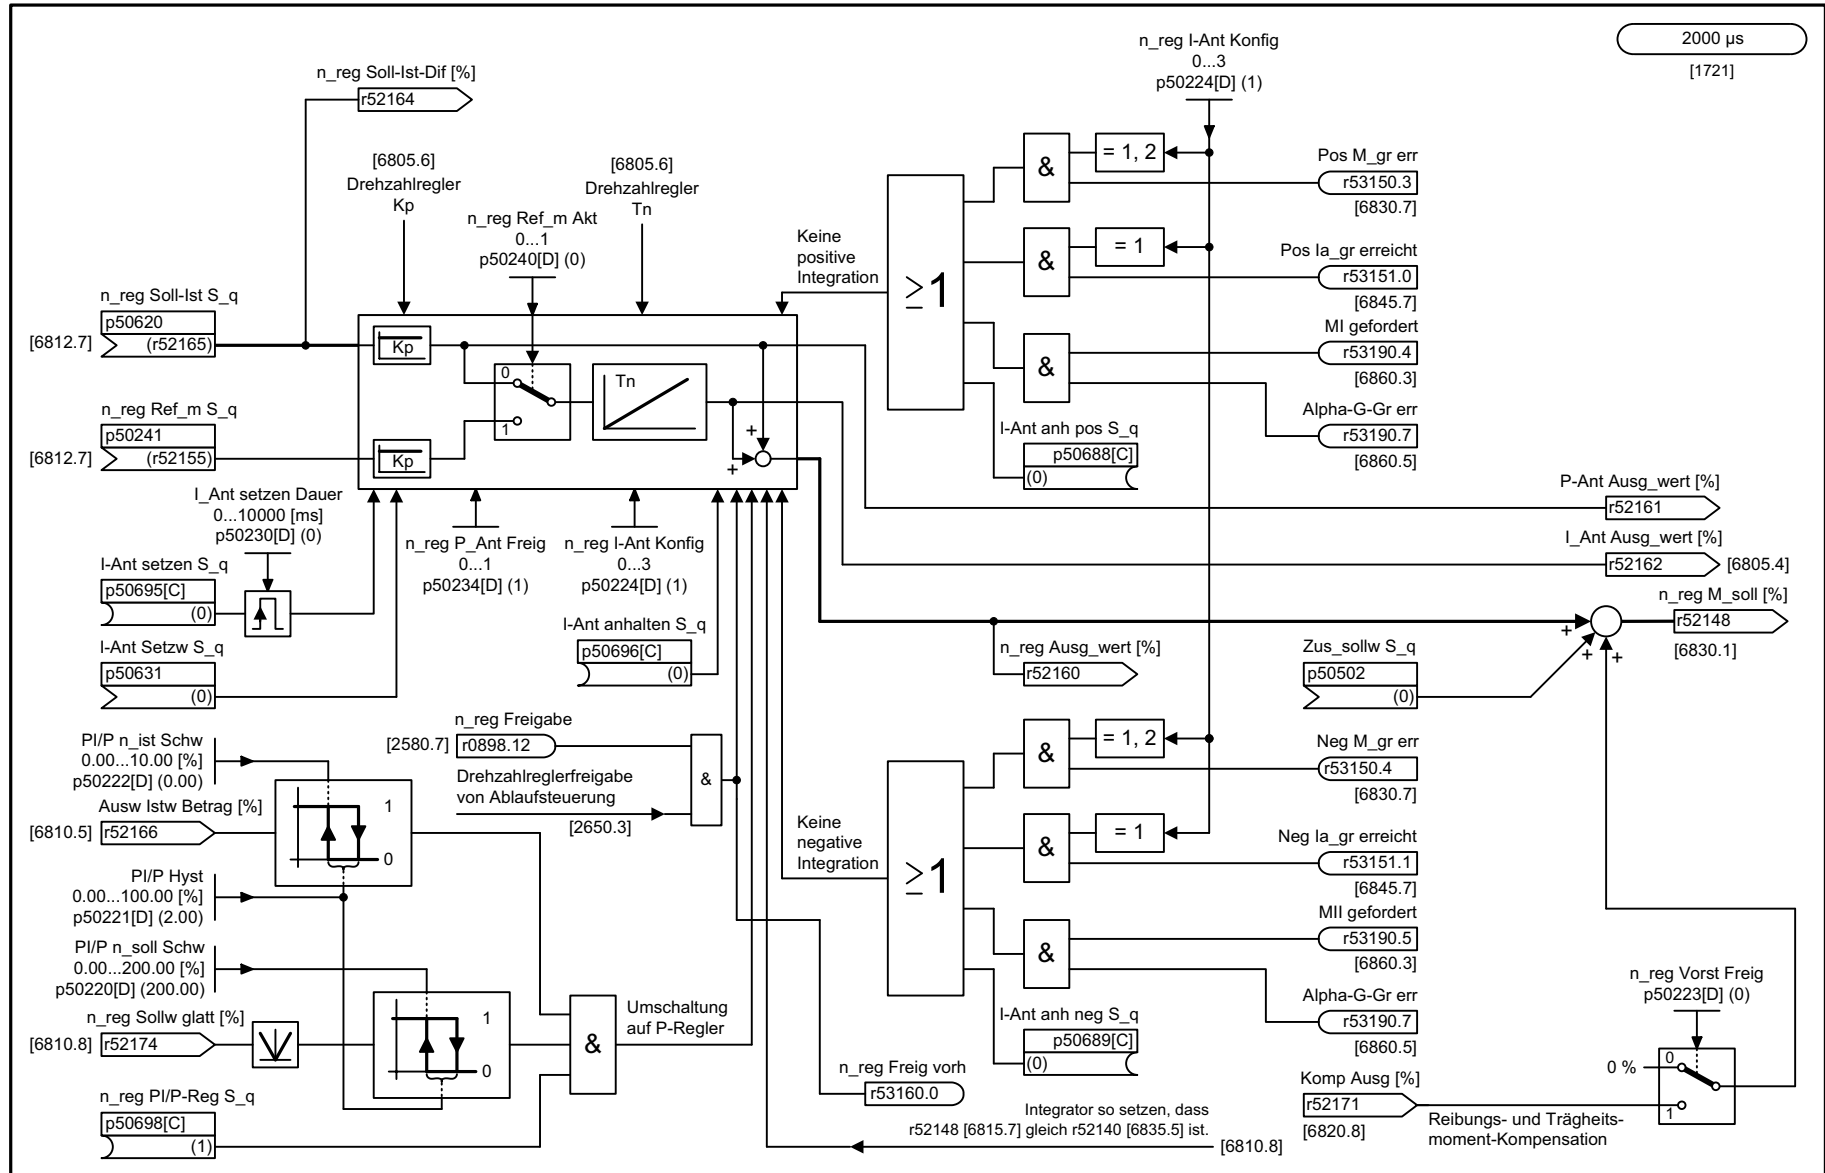 2000 µs
[1721]
n_reg I-Ant Konfig
0...3
p50224[D] (1)
n_reg Soll-Ist-Dif [%]
r52164
[6805.6]
Drehzahlregler
Kp
n_reg Ref_m Akt
0...1
p50240[D] (0)
[6805.6]
Drehzahlregler
Tn
Keine
positive
Integration
≥1
&
= 1, 2
Pos M_gr err
r53150.3
[6830.7]
&
= 1
Pos Ia_gr erreicht
r53151.0
[6845.7]
&
MI gefordert
r53190.4
[6860.3]
Alpha-G-Gr err
r53190.7
[6860.5]
I-Ant anh pos S_q
p50688[C]
(0)
n_reg Soll-Ist S_q
p50620
[6812.7]
(r52165)
Kp
0
1
Tn
+
+
n_reg Ref_m S_q
p50241
[6812.7]
(r52155)
Kp
P-Ant Ausg_wert [%]
r52161
I_Ant Ausg_wert [%]
r52162
[6805.4]
I_Ant setzen Dauer
0...10000 [ms]
p50230[D] (0)
I-Ant setzen S_q
p50695[C]
(0)
n_reg P_Ant Freig
0...1
p50234[D] (1)
n_reg I-Ant Konfig
0...3
p50224[D] (1)
I-Ant anhalten S_q
p50696[C]
(0)
I-Ant Setzw S_q
p50631
(0)
n_reg Ausg_wert [%]
r52160
n_reg M_soll [%]
r52148
[6830.1]
+
+
+
Zus_sollw S_q
p50502
(0)
n_reg Freigabe
[2580.7]
r0898.12
Drehzahlreglerfreigabe
von Ablaufsteuerung
[2650.3]
&
PI/P n_ist Schw
0.00...10.00 [%]
p50222[D] (0.00)
Ausw Istw Betrag [%]
[6810.5]
r52166
1
0
PI/P Hyst
0.00...100.00 [%]
p50221[D] (2.00)
PI/P n_soll Schw
0.00...200.00 [%]
p50220[D] (200.00)
n_reg Sollw glatt [%]
[6810.8]
r52174
1
0
n_reg PI/P-Reg S_q
p50698[C]
(1)
&
Umschaltung
auf P-Regler
Keine
negative
Integration
≥1
&
= 1, 2
Neg M_gr err
r53150.4
[6830.7]
&
= 1
Neg Ia_gr erreicht
r53151.1
[6845.7]
&
MII gefordert
r53190.5
[6860.3]
Alpha-G-Gr err
r53190.7
[6860.5]
I-Ant anh neg S_q
p50689[C]
(0)
n_reg Freig vorh
r53160.0
Integrator so setzen, dass
r52148 [6815.7] gleich r52140 [6835.5] ist.
[6810.8]
n_reg Vorst Freig
p50223[D] (0)
0 %
0
1
Komp Ausg [%]
r52171
[6820.8]
Reibungs- und Trägheits-
moment-Kompensation